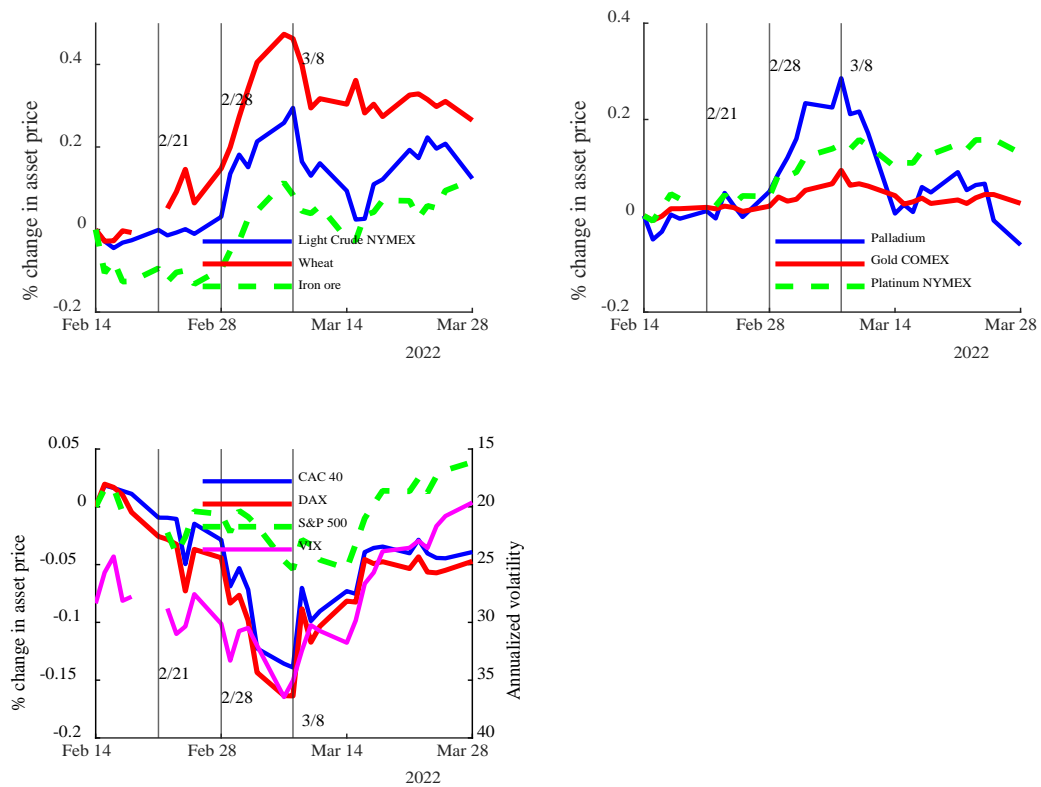 % change in asset price
0.4
0.2
0
-0.2
2/21
2/28
3/8
Light Crude NYMEX
Wheat
Iron ore
Feb 14
Feb 28
Mar 14
Mar 28
2022
% change in asset price
0.4
0.2
0
-0.2
2/28
3/8
2/21
Palladium
Gold COMEX
Platinum NYMEX
Feb 14
Feb 28
Mar 14
Mar 28
2022
% change in asset price
0.05
0
-0.05
-0.1
-0.15
-0.2
CAC 40
DAX
S&P 500
VIX
2/21
2/28
3/8
15
20
25
30
35
40
Annualized volatility
Feb 14
Feb 28
Mar 14
Mar 28
2022